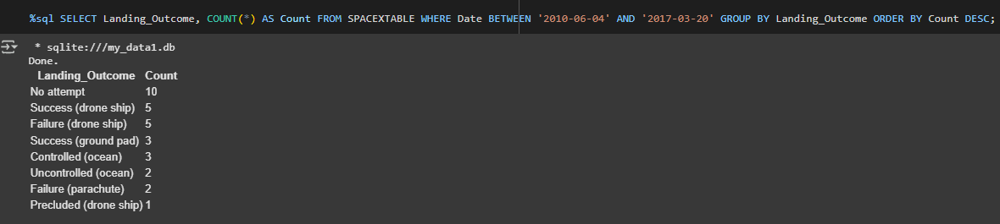 %sql SELECT Landing_Outcome, COUNT(*) AS Count FROM SPACEXTABLE WHERE Date BETWEEN '2010-06-04' AND '2017-03-20' GROUP BY Landing_Outcome ORDER BY Count DESC;
* sqlite:///my_data1.db
Done.
Landing_Outcome Count
No attempt 10
Success (drone ship) 5
Failure (drone ship) 5
Success (ground pad) 3
Controlled (ocean) 3
Uncontrolled (ocean) 2
Failure (parachute) 2
Precluded (drone ship) 1